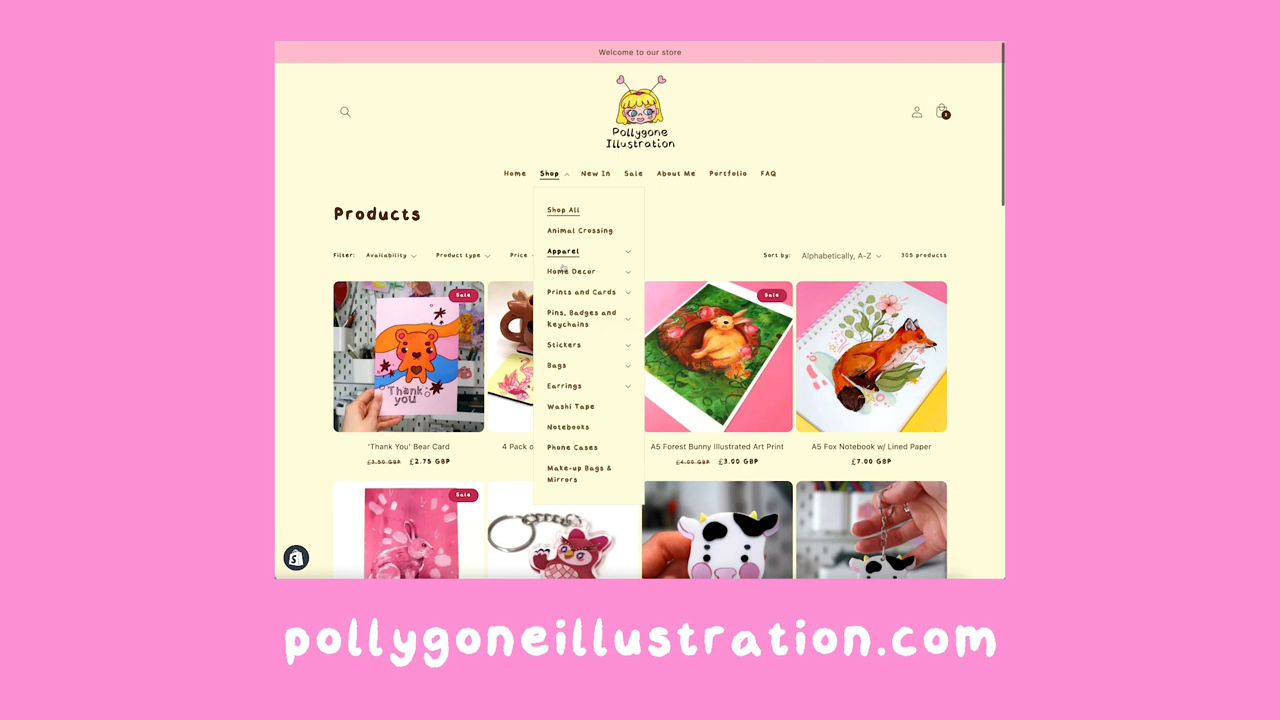 Welcome to our store
Pollygone
Illustration
Home Shop New In Sale About Me Portfolio FAQ
Products
Shop All
Animal Crossing
Apparel
Home Decor
Prints and Cards
Pins, Badges and
Keychains
Stickers
Bags
Earrings
Washi Tape
Notebooks
Phone Cases
Make-up Bags &
Mirrors
Filter: Availability Product type Price
Sort by: Alphabetically, A-Z 305 products
Sale
Sale
Thank
you
'Thank You' Bear Card
£3.50 GBP £2.75 GBP
4 Pack o
A5 Forest Bunny Illustrated Art Print
£4.00 GBP £3.00 GBP
A5 Fox Notebook w/ Lined Paper
£7.00 GBP
Sale
pollygoneillustration.com